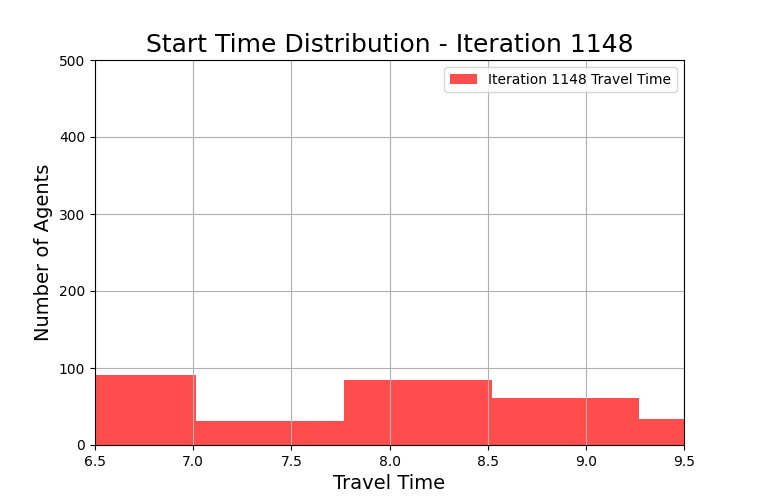 Start Time Distribution - Iteration 1148
500
400
300
200
100
0
Number of Agents
Iteration 1148 Travel Time
6.5 7.0 7.5 8.0 8.5 9.0 9.5
Travel Time